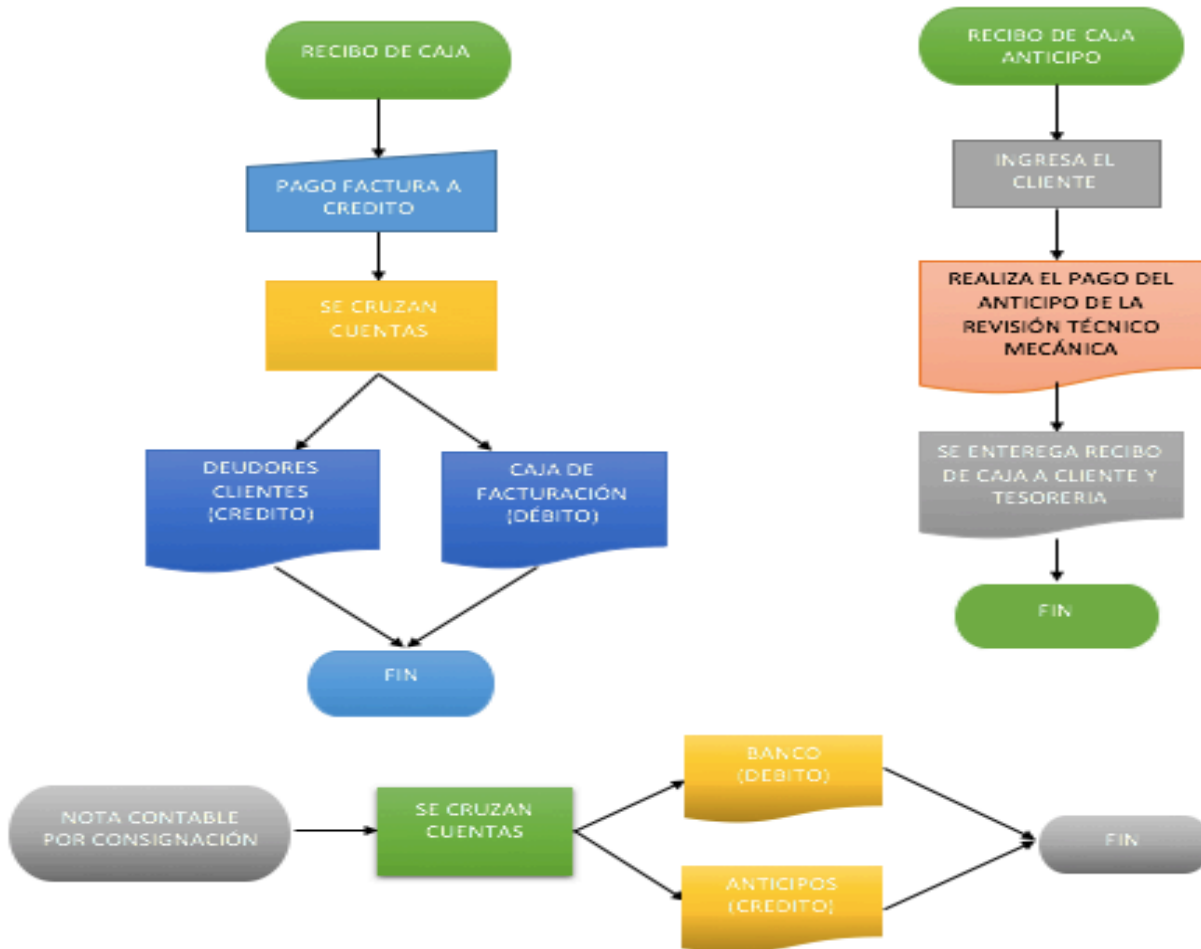 RECIBO DE CAJA
PAGO FACTURA A
CREDITO
SE CRUZAN
CUENTAS
DEUDORES
CLIENTES
(CREDITO)
CAJA DE
FACTURACIÓN
(DÉBITO)
FIN
RECIBO DE CAJA
ANTICIPO
INGRESA EL
CLIENTE
REALIZA EL PAGO DEL
ANTICIPO DE LA
REVISIÓN TÉCNICO
MECÁNICA
SE ENTEREGA RECIBO
DE CAJA A CLIENTE Y
TESORERIA
FIN
NOTA CONTABLE
POR CONSIGNACIÓN
SE CRUZAN
CUENTAS
BANCO
(DEBITO)
ANTICIPOS
(CREDITO)
FIN